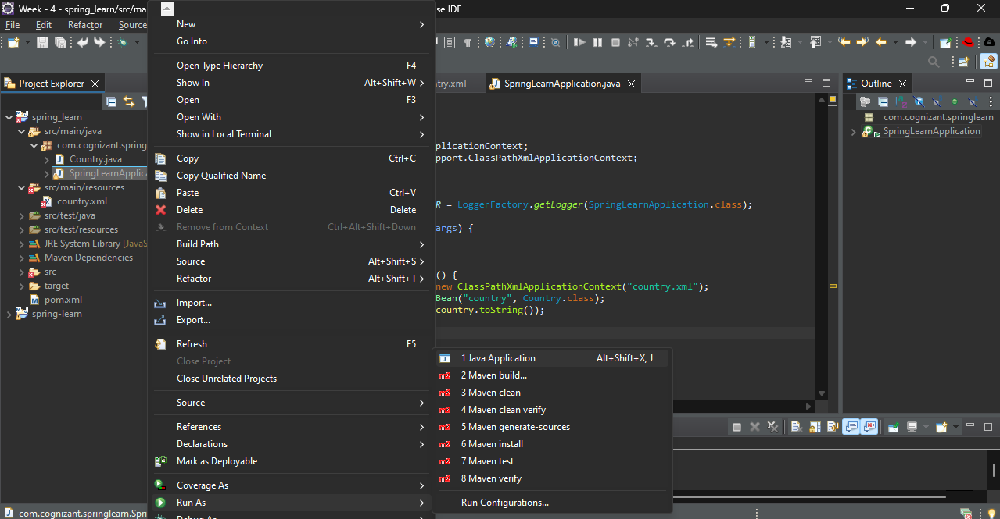 Week - 4 - spring_learn/src/ma
se IDE
File Edit Refactor Source
Project Explorer
try.xml
SpringLearnApplication.java
Outline
spring_learn
src/main/java
com.cognizant.spring
Country.java
SpringLearnApplica
src/main/resources
country.xml
src/test/java
src/test/resources
JRE System Library [JavaS
Maven Dependencies
src
target
pom.xml
spring-learn
New
Go Into
Open Type Hierarchy F4
Show In Alt+Shift+W
Open F3
Open With
Show in Local Terminal
Copy Ctrl+C
Copy Qualified Name
Paste Ctrl+V
Delete Delete
Remove from Context Ctrl+Alt+Shift+Down
Build Path
Source Alt+Shift+S
Refactor Alt+Shift+T
Import...
Export...
Refresh F5
Close Project
Close Unrelated Projects
Source
References
Declarations
Mark as Deployable
Coverage As
Run As
Debug As
plicationContext;
pport.ClassPathXmlApplicationContext;
R = LoggerFactory.getLogger(SpringLearnApplication.class);
args) {
() {
new ClassPathXmlApplicationContext("country.xml");
Bean("country", Country.class);
country.toString());
1 Java Application Alt+Shift+X, J
2 Maven build...
3 Maven clean
4 Maven clean verify
5 Maven generate-sources
6 Maven install
7 Maven test
8 Maven verify
Run Configurations...
com.cognizant.springlearn
SpringLearnApplication
com.cognizant.springlearn.Spri